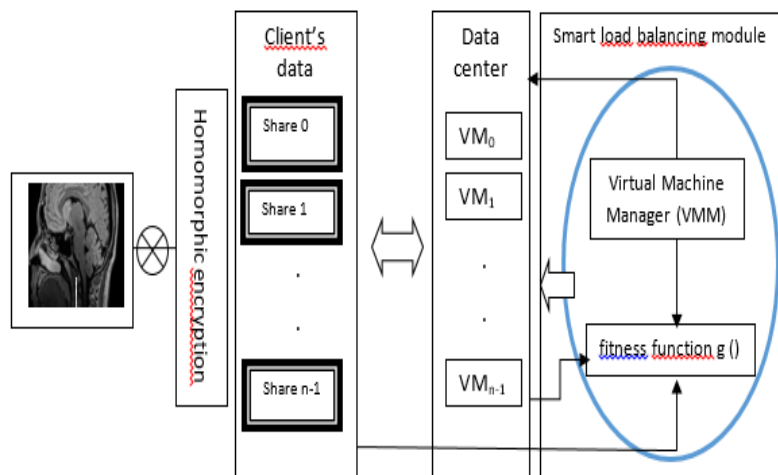 Client's
data
Data
center
Smart load balancing module
Homomorphic encryption
Share 0
Share 1
.
.
Share n-1
VM₀
VM₁
.
.
VMₙ₋₁
Virtual Machine
Manager (VMM)
fitness function g ()